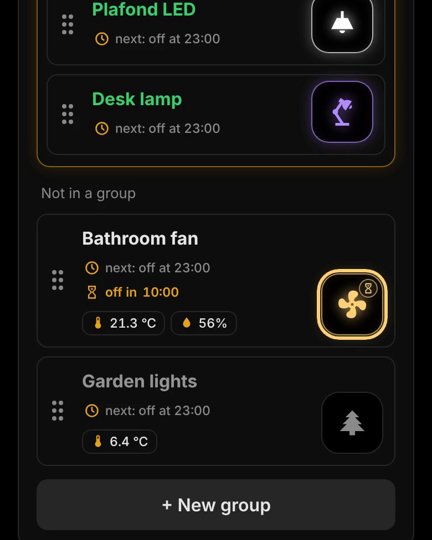 Plafond LED
next: off at 23:00
Desk lamp
next: off at 23:00
Not in a group
Bathroom fan
next: off at 23:00
off in 10:00
21.3 °C
56%
Garden lights
next: off at 23:00
6.4 °C
+ New group